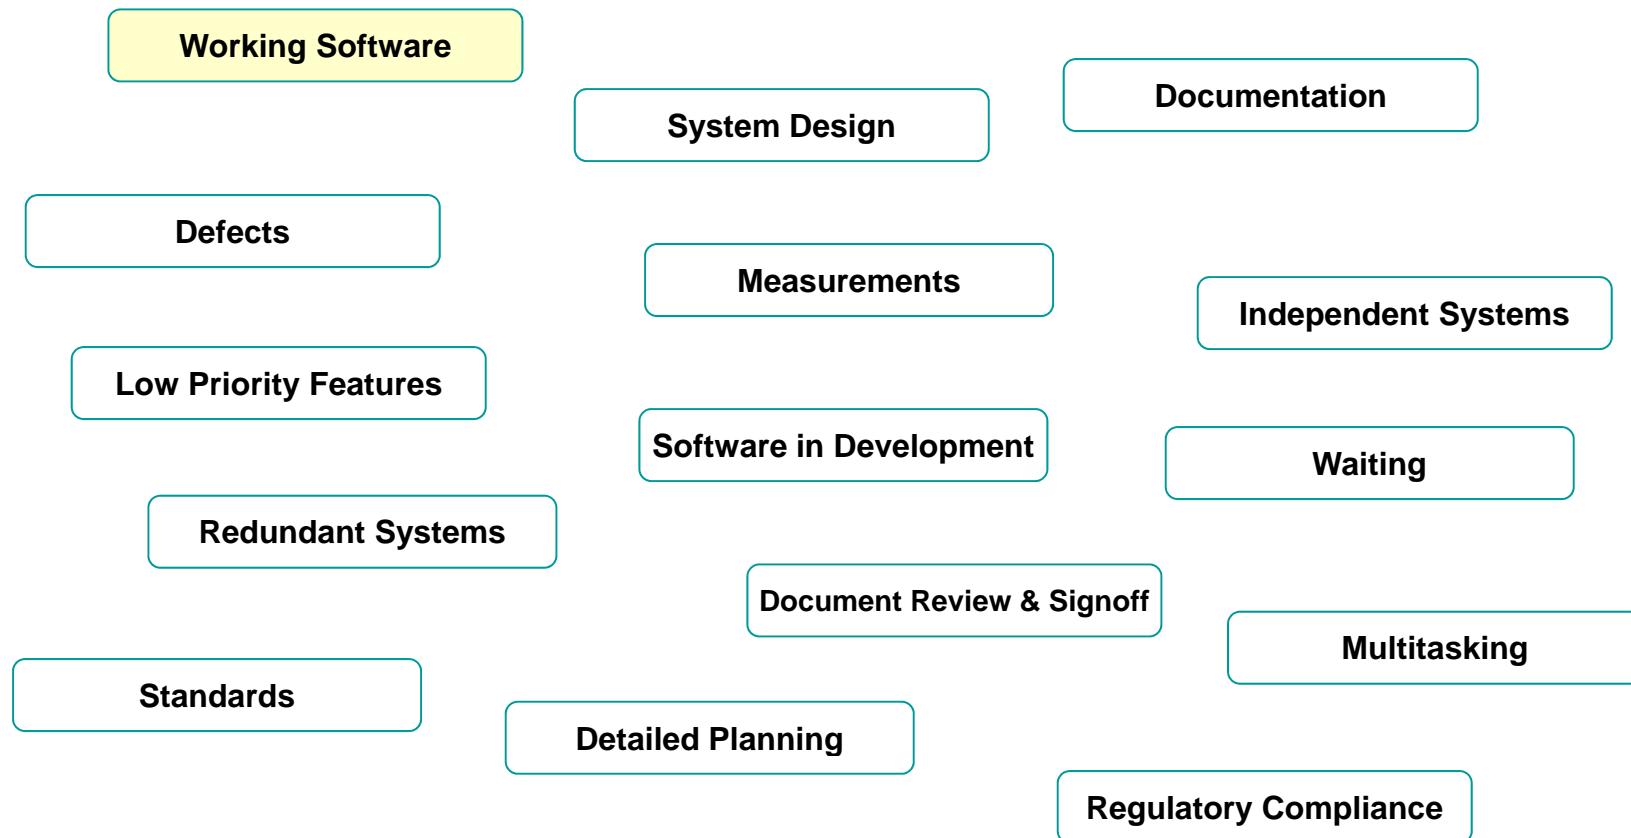 Working Software
System Design
Documentation
Defects
Measurements
Independent Systems
Low Priority Features
Software in Development
Waiting
Redundant Systems
Document Review & Signoff
Multitasking
Standards
Detailed Planning
Regulatory Compliance